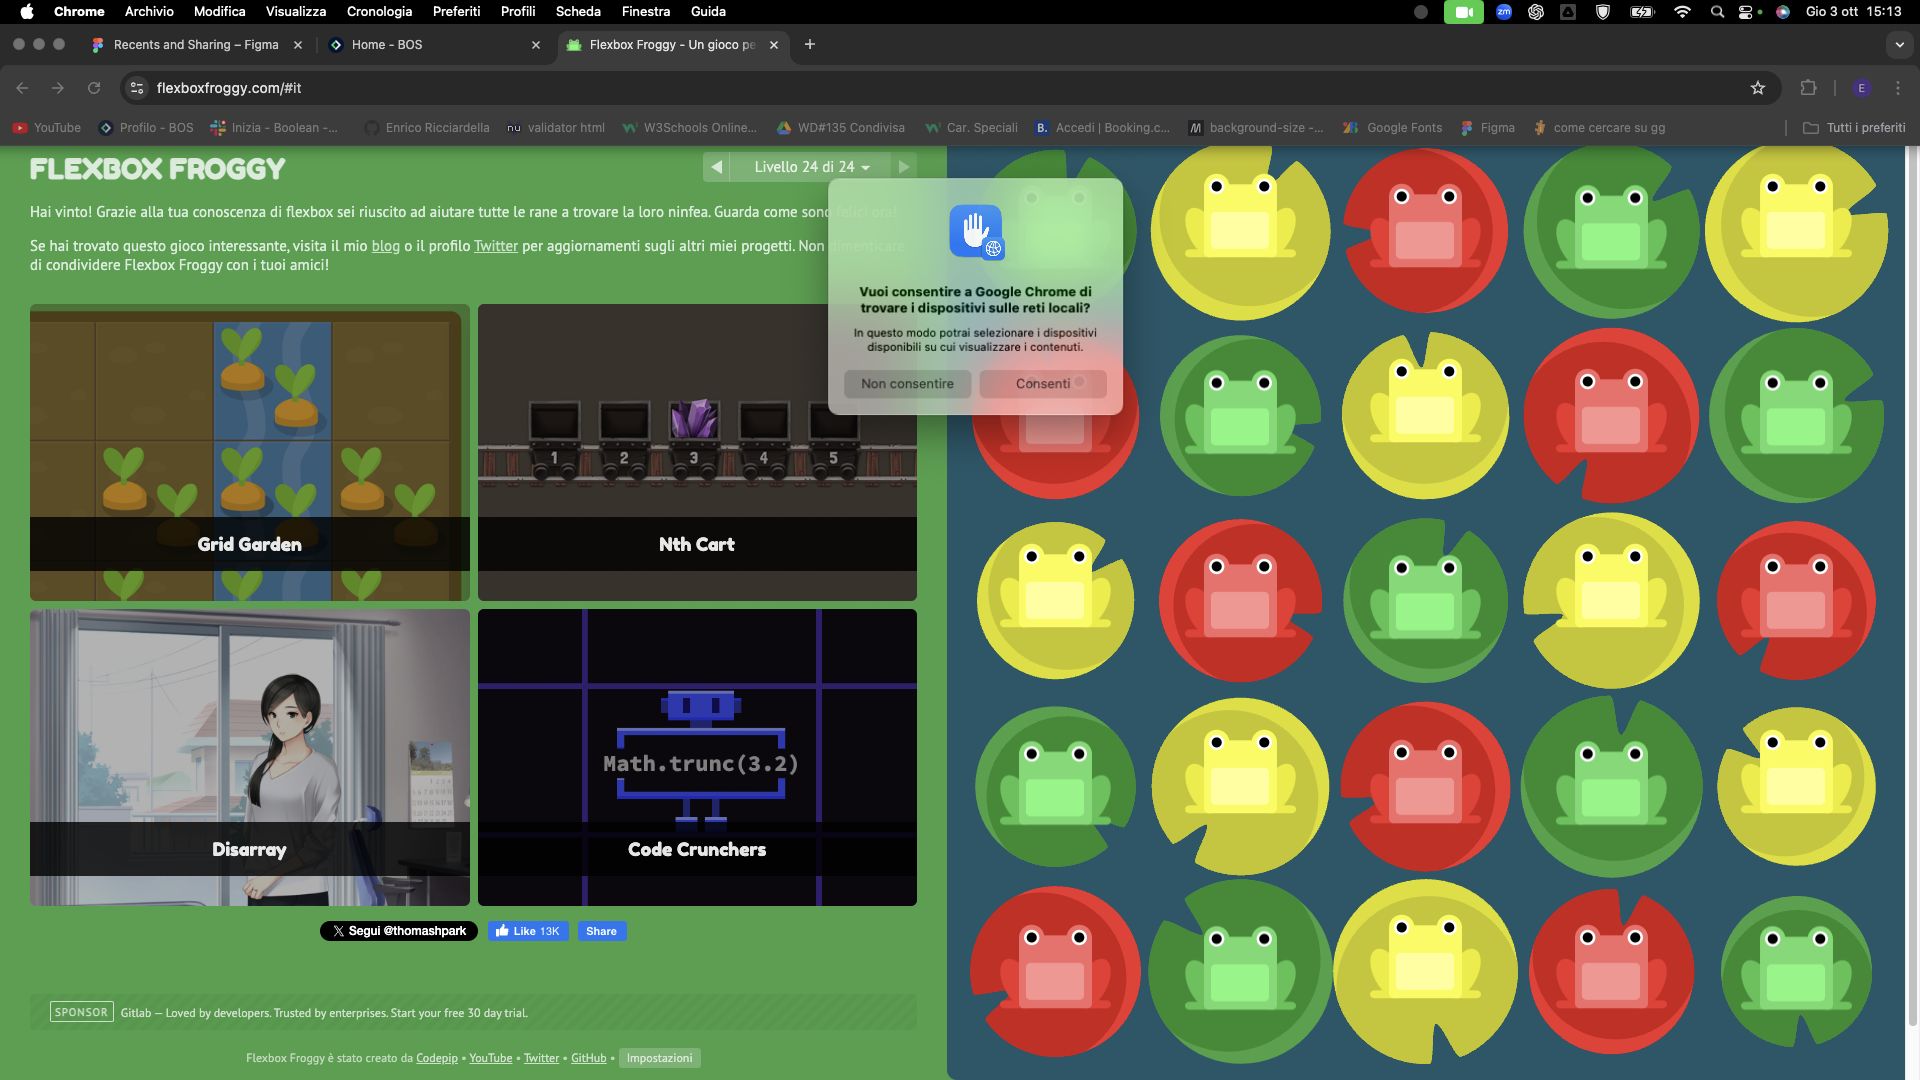 Chrome Archivio Modifica Visualizza Cronologia Preferiti Profili Scheda Finestra Guida
zm
Gio 3 ott 15:13
Recents and Sharing – Figma
Home - BOS
Flexbox Froggy - Un gioco pe
flexboxfroggy.com/#it
E
YouTube
Profilo - BOS
Inizia - Boolean -...
Enrico Ricciardella
nu validator html
W3Schools Online...
WD#135 Condivisa
Car. Speciali
B. Accedi | Booking.c...
M background-size -...
Google Fonts
Figma
come cercare su gg
Tutti i preferiti
FLEXBOX FROGGY
Livello 24 di 24
Hai vinto! Grazie alla tua conoscenza di flexbox sei riuscito ad aiutare tutte le rane a trovare la loro ninfea. Guarda come sono felici ora!
Se hai trovato questo gioco interessante, visita il mio blog o il profilo Twitter per aggiornamenti sugli altri miei progetti. Non dimenticare
di condividere Flexbox Froggy con i tuoi amici!
Vuoi consentire a Google Chrome di
trovare i dispositivi sulle reti locali?
In questo modo potrai selezionare i dispositivi
disponibili su cui visualizzare i contenuti.
Non consentire
Consenti
1 2 3 4 5
Grid Garden
Nth Cart
Math.trunc(3.2)
Disarray
Code Crunchers
X Segui @thomashpark
Like 13K
Share
SPONSOR Gitlab — Loved by developers. Trusted by enterprises. Start your free 30 day trial.
Flexbox Froggy è stato creato da Codepip • YouTube • Twitter • GitHub • Impostazioni